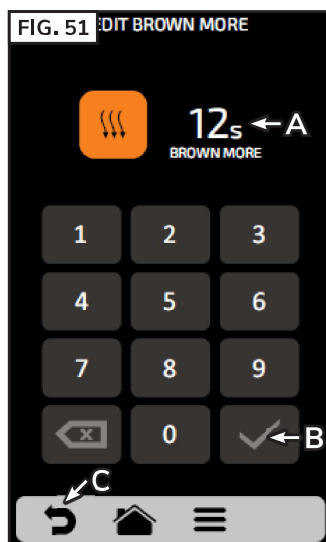 FIG. 51 EDIT BROWN MORE
12s A
BROWN MORE
1 2 3
4 5 6
7 8 9
0 B
C